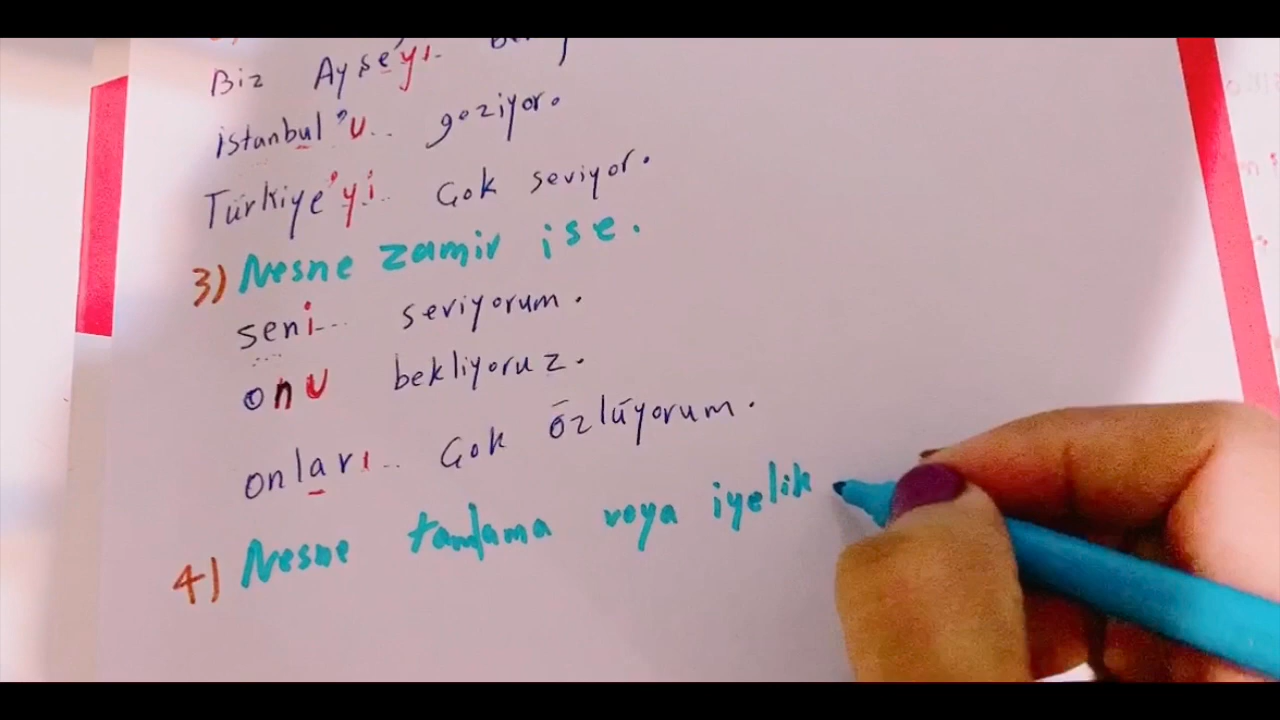 Biz Ayşe'yi..
İstanbul'u.. geziyor.
Türkiye'yi.. Çok seviyor.
3) Nesne zamir ise.
seni... seviyorum.
onu bekliyoruz.
onları.. Çok özlüyorum.
4) Nesne tamlama veya iyelik